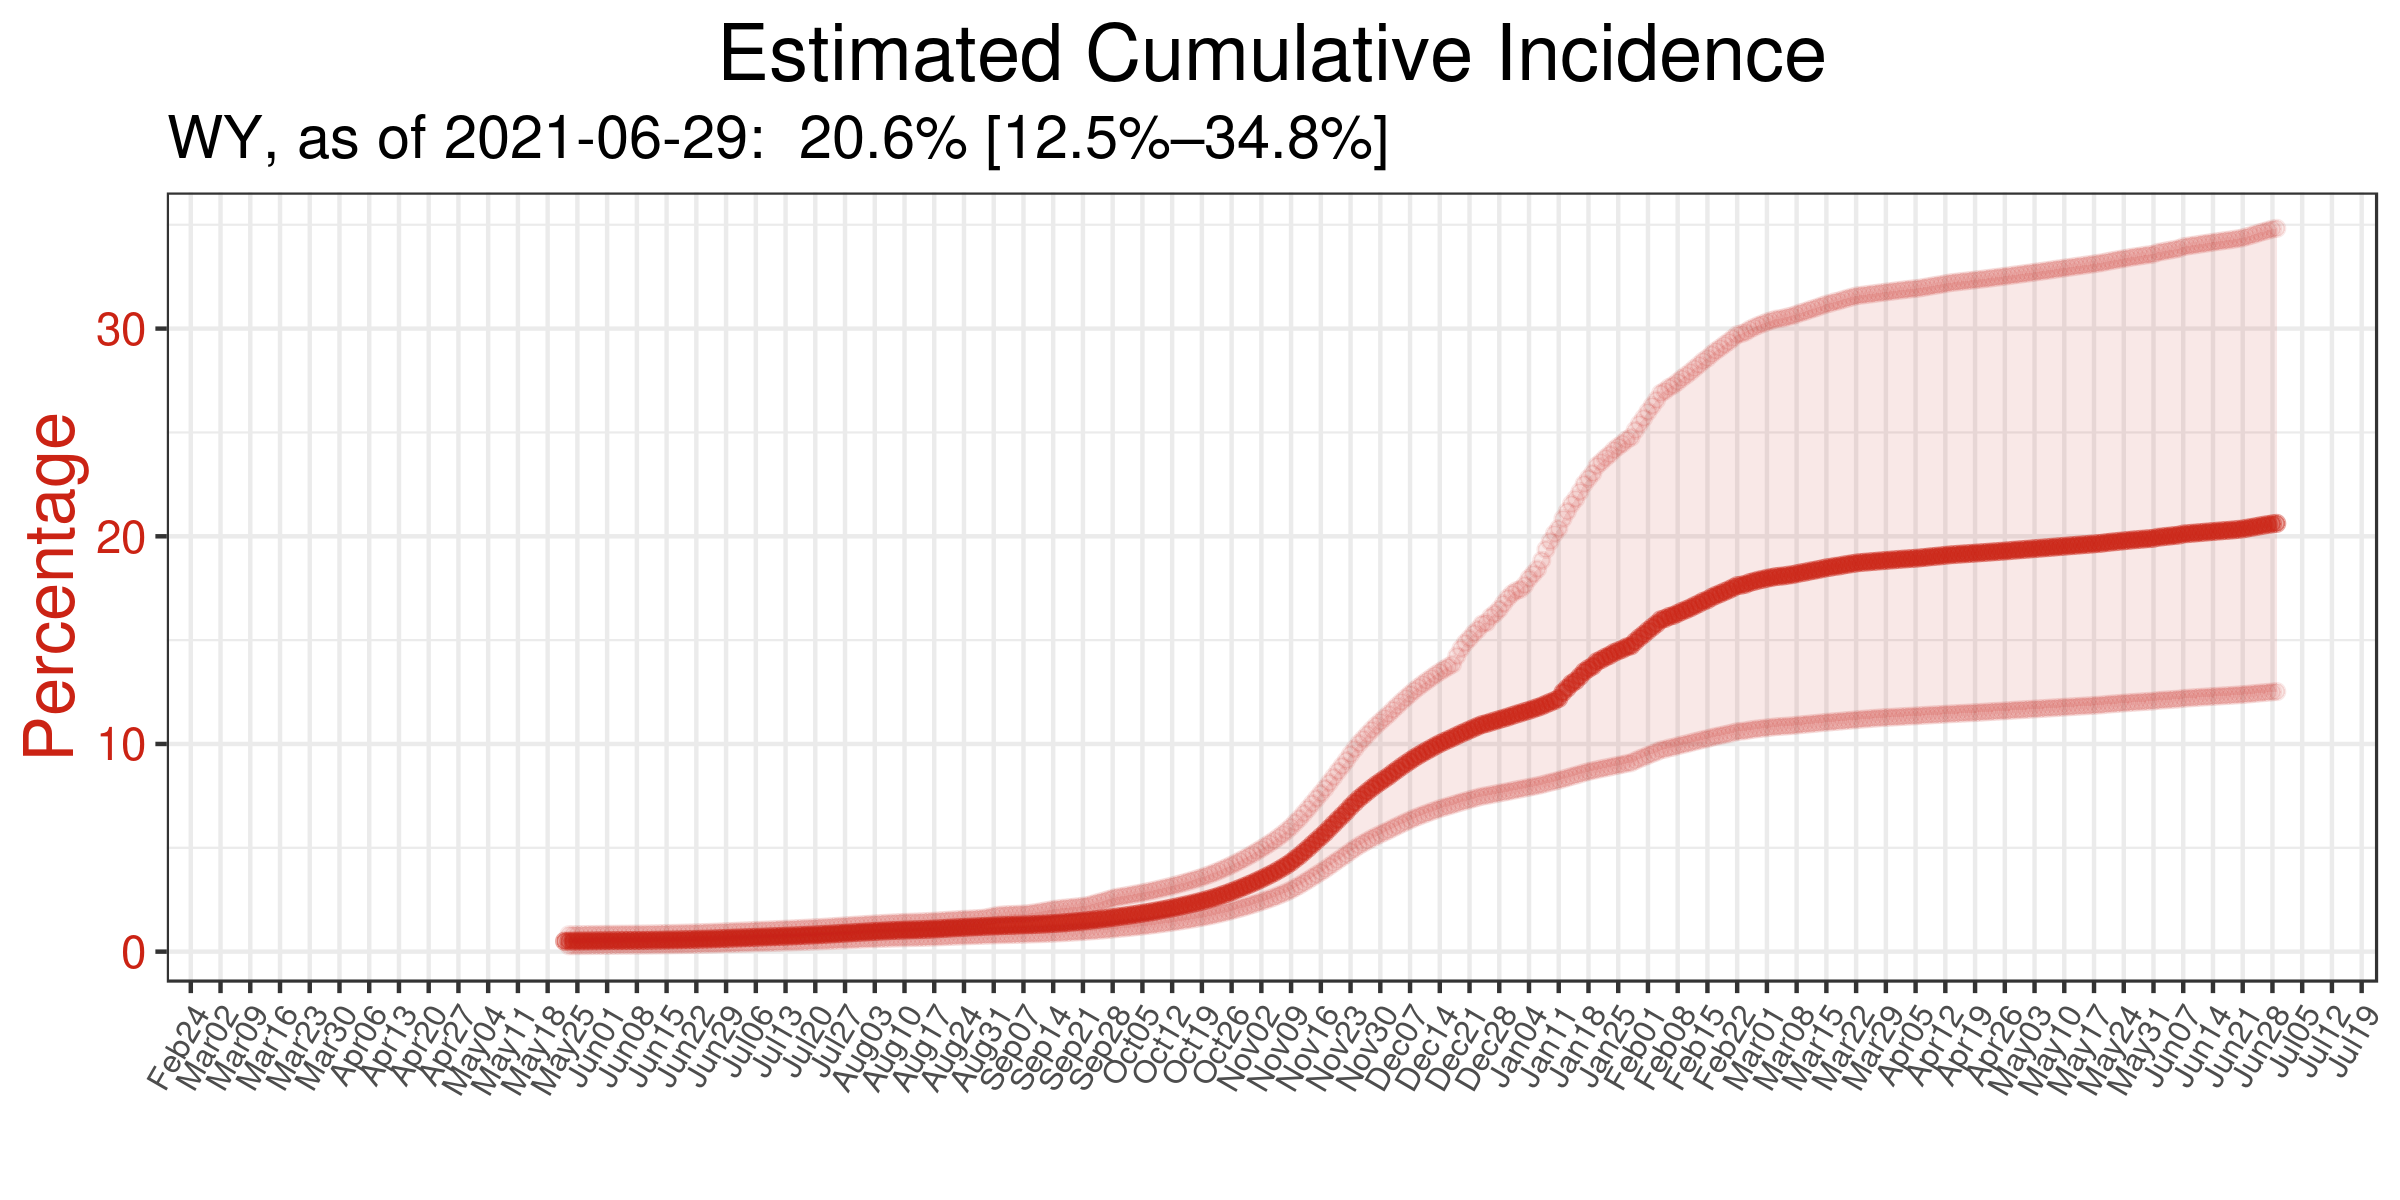 Estimated Cumulative Incidence
WY, as of 2021-06-29:  20.6% [12.5%–34.8%]
Percentage
30
20
10
0
Feb24
Mar02
Mar09
Mar16
Mar23
Mar30
Apr06
Apr13
Apr20
Apr27
May04
May11
May18
May25
Jun01
Jun08
Jun15
Jun22
Jun29
Jul06
Jul13
Jul20
Jul27
Aug03
Aug10
Aug17
Aug24
Aug31
Sep07
Sep14
Sep21
Sep28
Oct05
Oct12
Oct19
Oct26
Nov02
Nov09
Nov16
Nov23
Nov30
Dec07
Dec14
Dec21
Dec28
Jan04
Jan11
Jan18
Jan25
Feb01
Feb08
Feb15
Feb22
Mar01
Mar08
Mar15
Mar22
Mar29
Apr05
Apr12
Apr19
Apr26
May03
May10
May17
May24
May31
Jun07
Jun14
Jun21
Jun28
Jul05
Jul12
Jul19